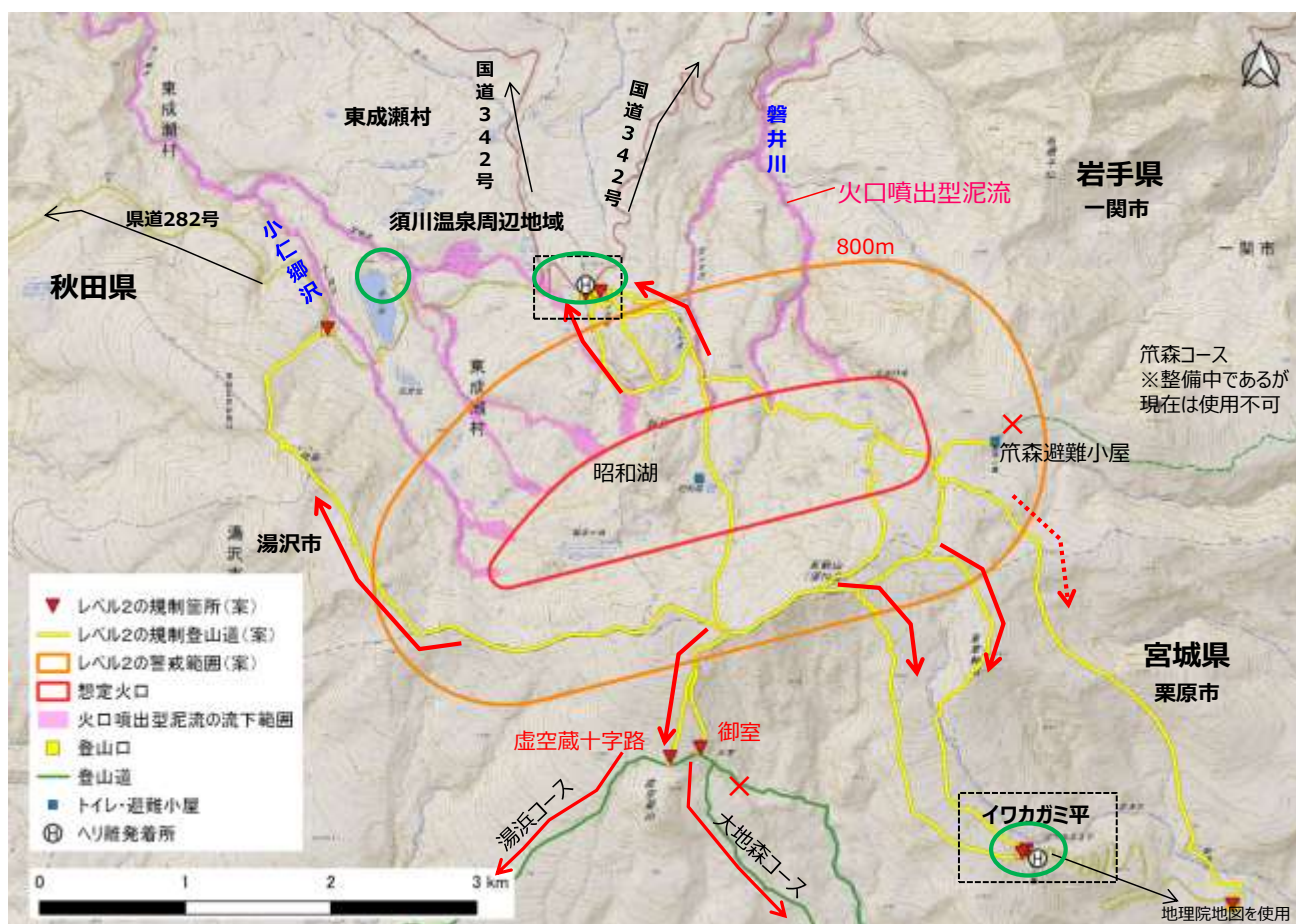 国道342号
国道342号
東成瀬村
東成瀬村
磐井川
岩手県
一関市
一関市
火口噴出型泥流
須川温泉周辺地域
800m
県道282号
小仁郷沢
秋田県
笊森コース
※整備中であるが
現在は使用不可
東成瀬村
笊森避難小屋
昭和湖
湯沢市
湯沢市
宮城県
栗原市
レベル2の規制箇所(案)
レベル2の規制登山道(案)
レベル2の警戒範囲(案)
想定火口
火口噴出型泥流の流下範囲
登山口
登山道
トイレ・避難小屋
ヘリ離発着所
虚空蔵十字路
御室
湯浜コース
大地森コース
イワカガミ平
0 1 2 3 km
地理院地図を使用